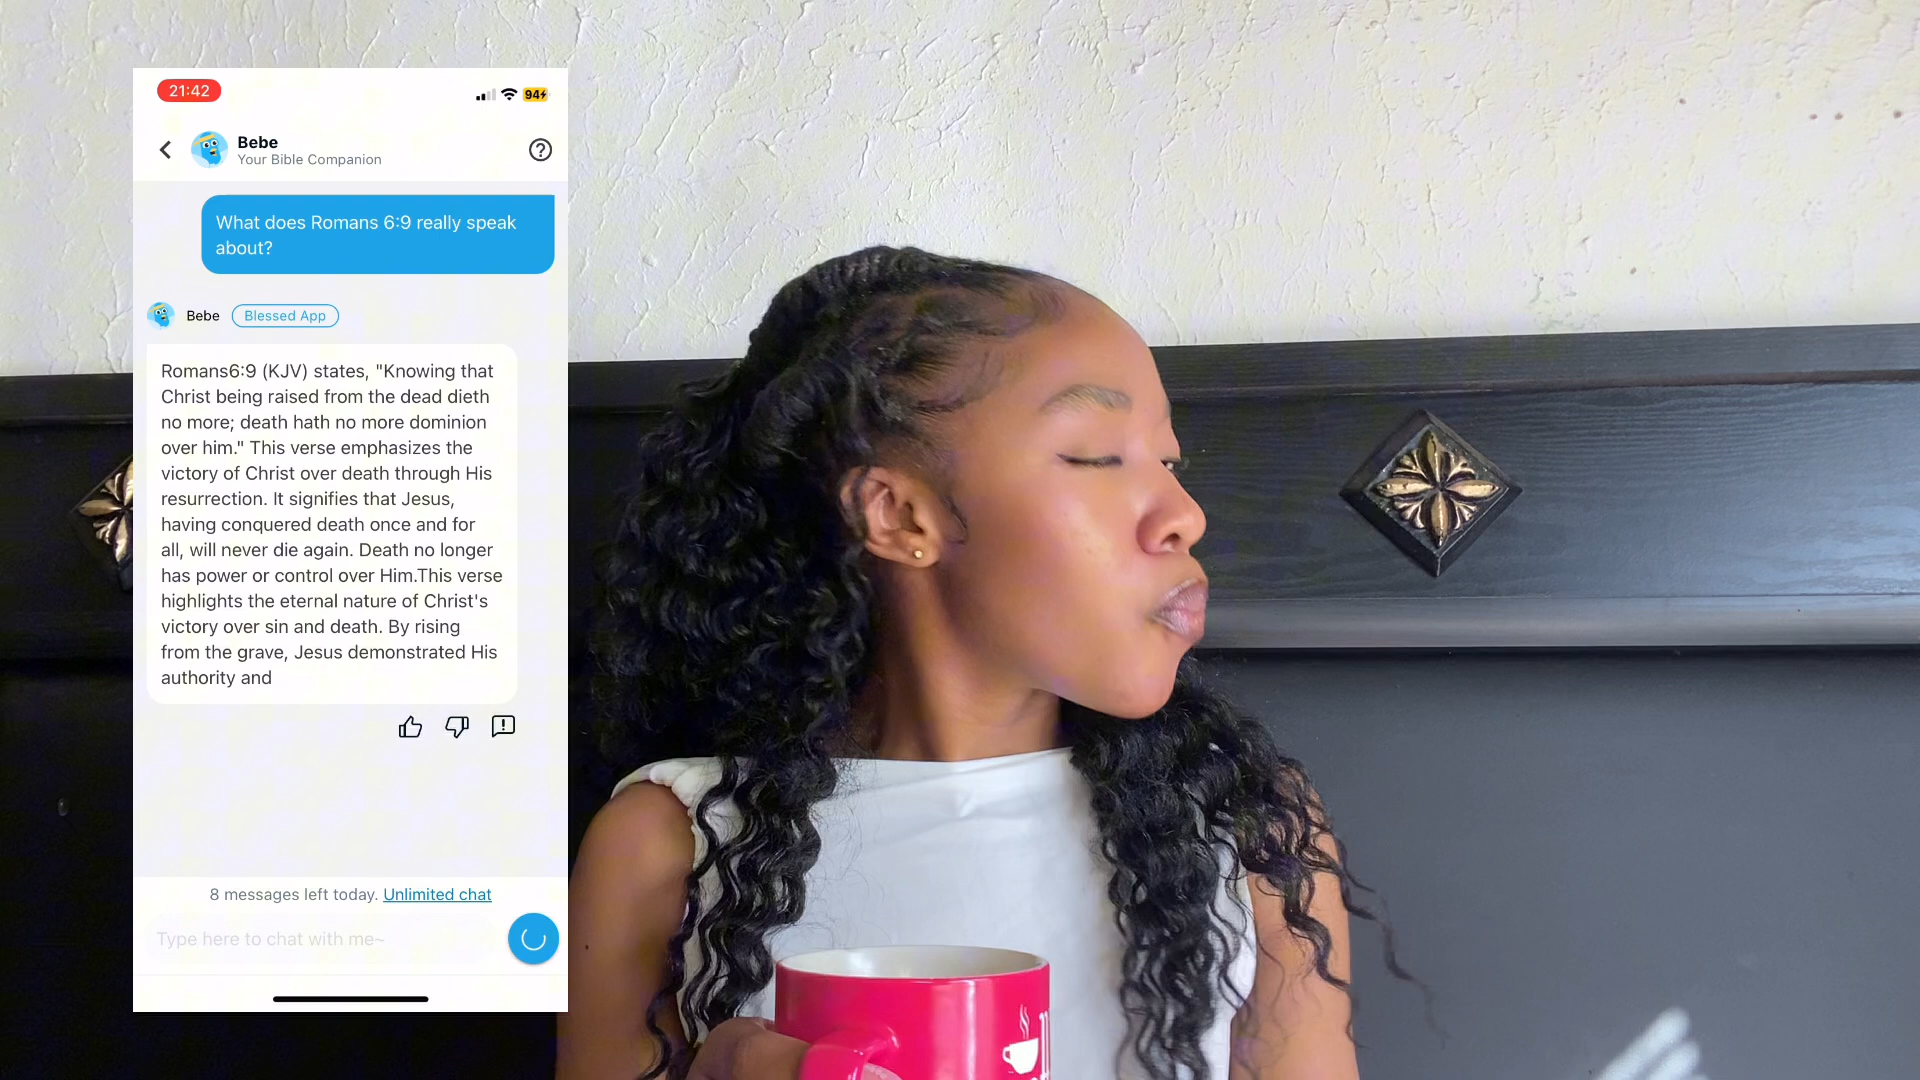 21:42
94
Bebe
Your Bible Companion
What does Romans 6:9 really speak
about?
Bebe
Blessed App
Romans6:9 (KJV) states, "Knowing that
Christ being raised from the dead dieth
no more; death hath no more dominion
over him." This verse emphasizes the
victory of Christ over death through His
resurrection. It signifies that Jesus,
having conquered death once and for
all, will never die again. Death no longer
has power or control over Him.This verse
highlights the eternal nature of Christ's
victory over sin and death. By rising
from the grave, Jesus demonstrated His
authority and
8 messages left today. Unlimited chat
Type here to chat with me~